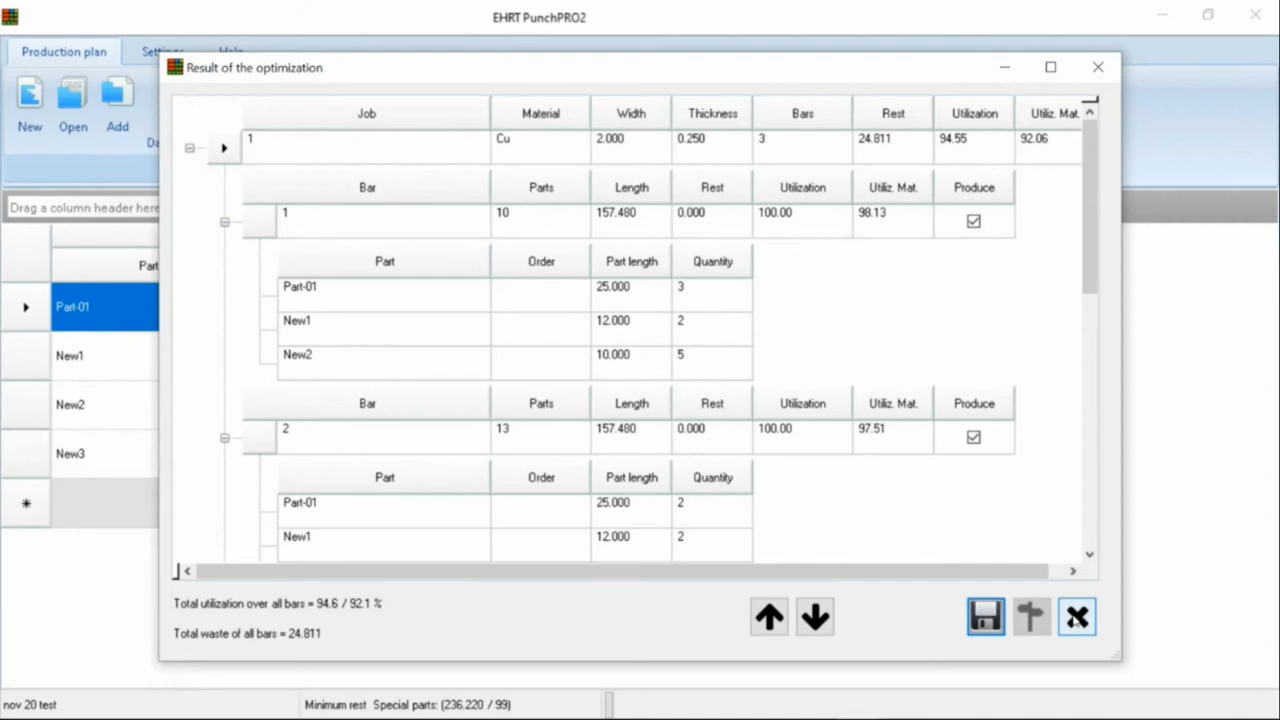 EHRT PunchPRO2
Production plan
New Open Add
Result of the optimization
Job Material Width Thickness Bars Rest Utilization Utiliz. Mat.
1 Cu 2.000 0.250 3 24.811 94.55 92.06
Bar Parts Length Rest Utilization Utiliz. Mat. Produce
1 10 157.480 0.000 100.00 98.13
Part Order Part length Quantity
Part-01 25.000 3
New1 12.000 2
New2 10.000 5
Bar Parts Length Rest Utilization Utiliz. Mat. Produce
2 13 157.480 0.000 100.00 97.51
Part Order Part length Quantity
Part-01 25.000 2
New1 12.000 2
Total utilization over all bars = 94.6 / 92.1 %
Total waste of all bars = 24.811
Drag a column header here
Part
Part-01
New1
New2
New3
nov 20 test
Minimum rest Special parts: (236.220 / 99)